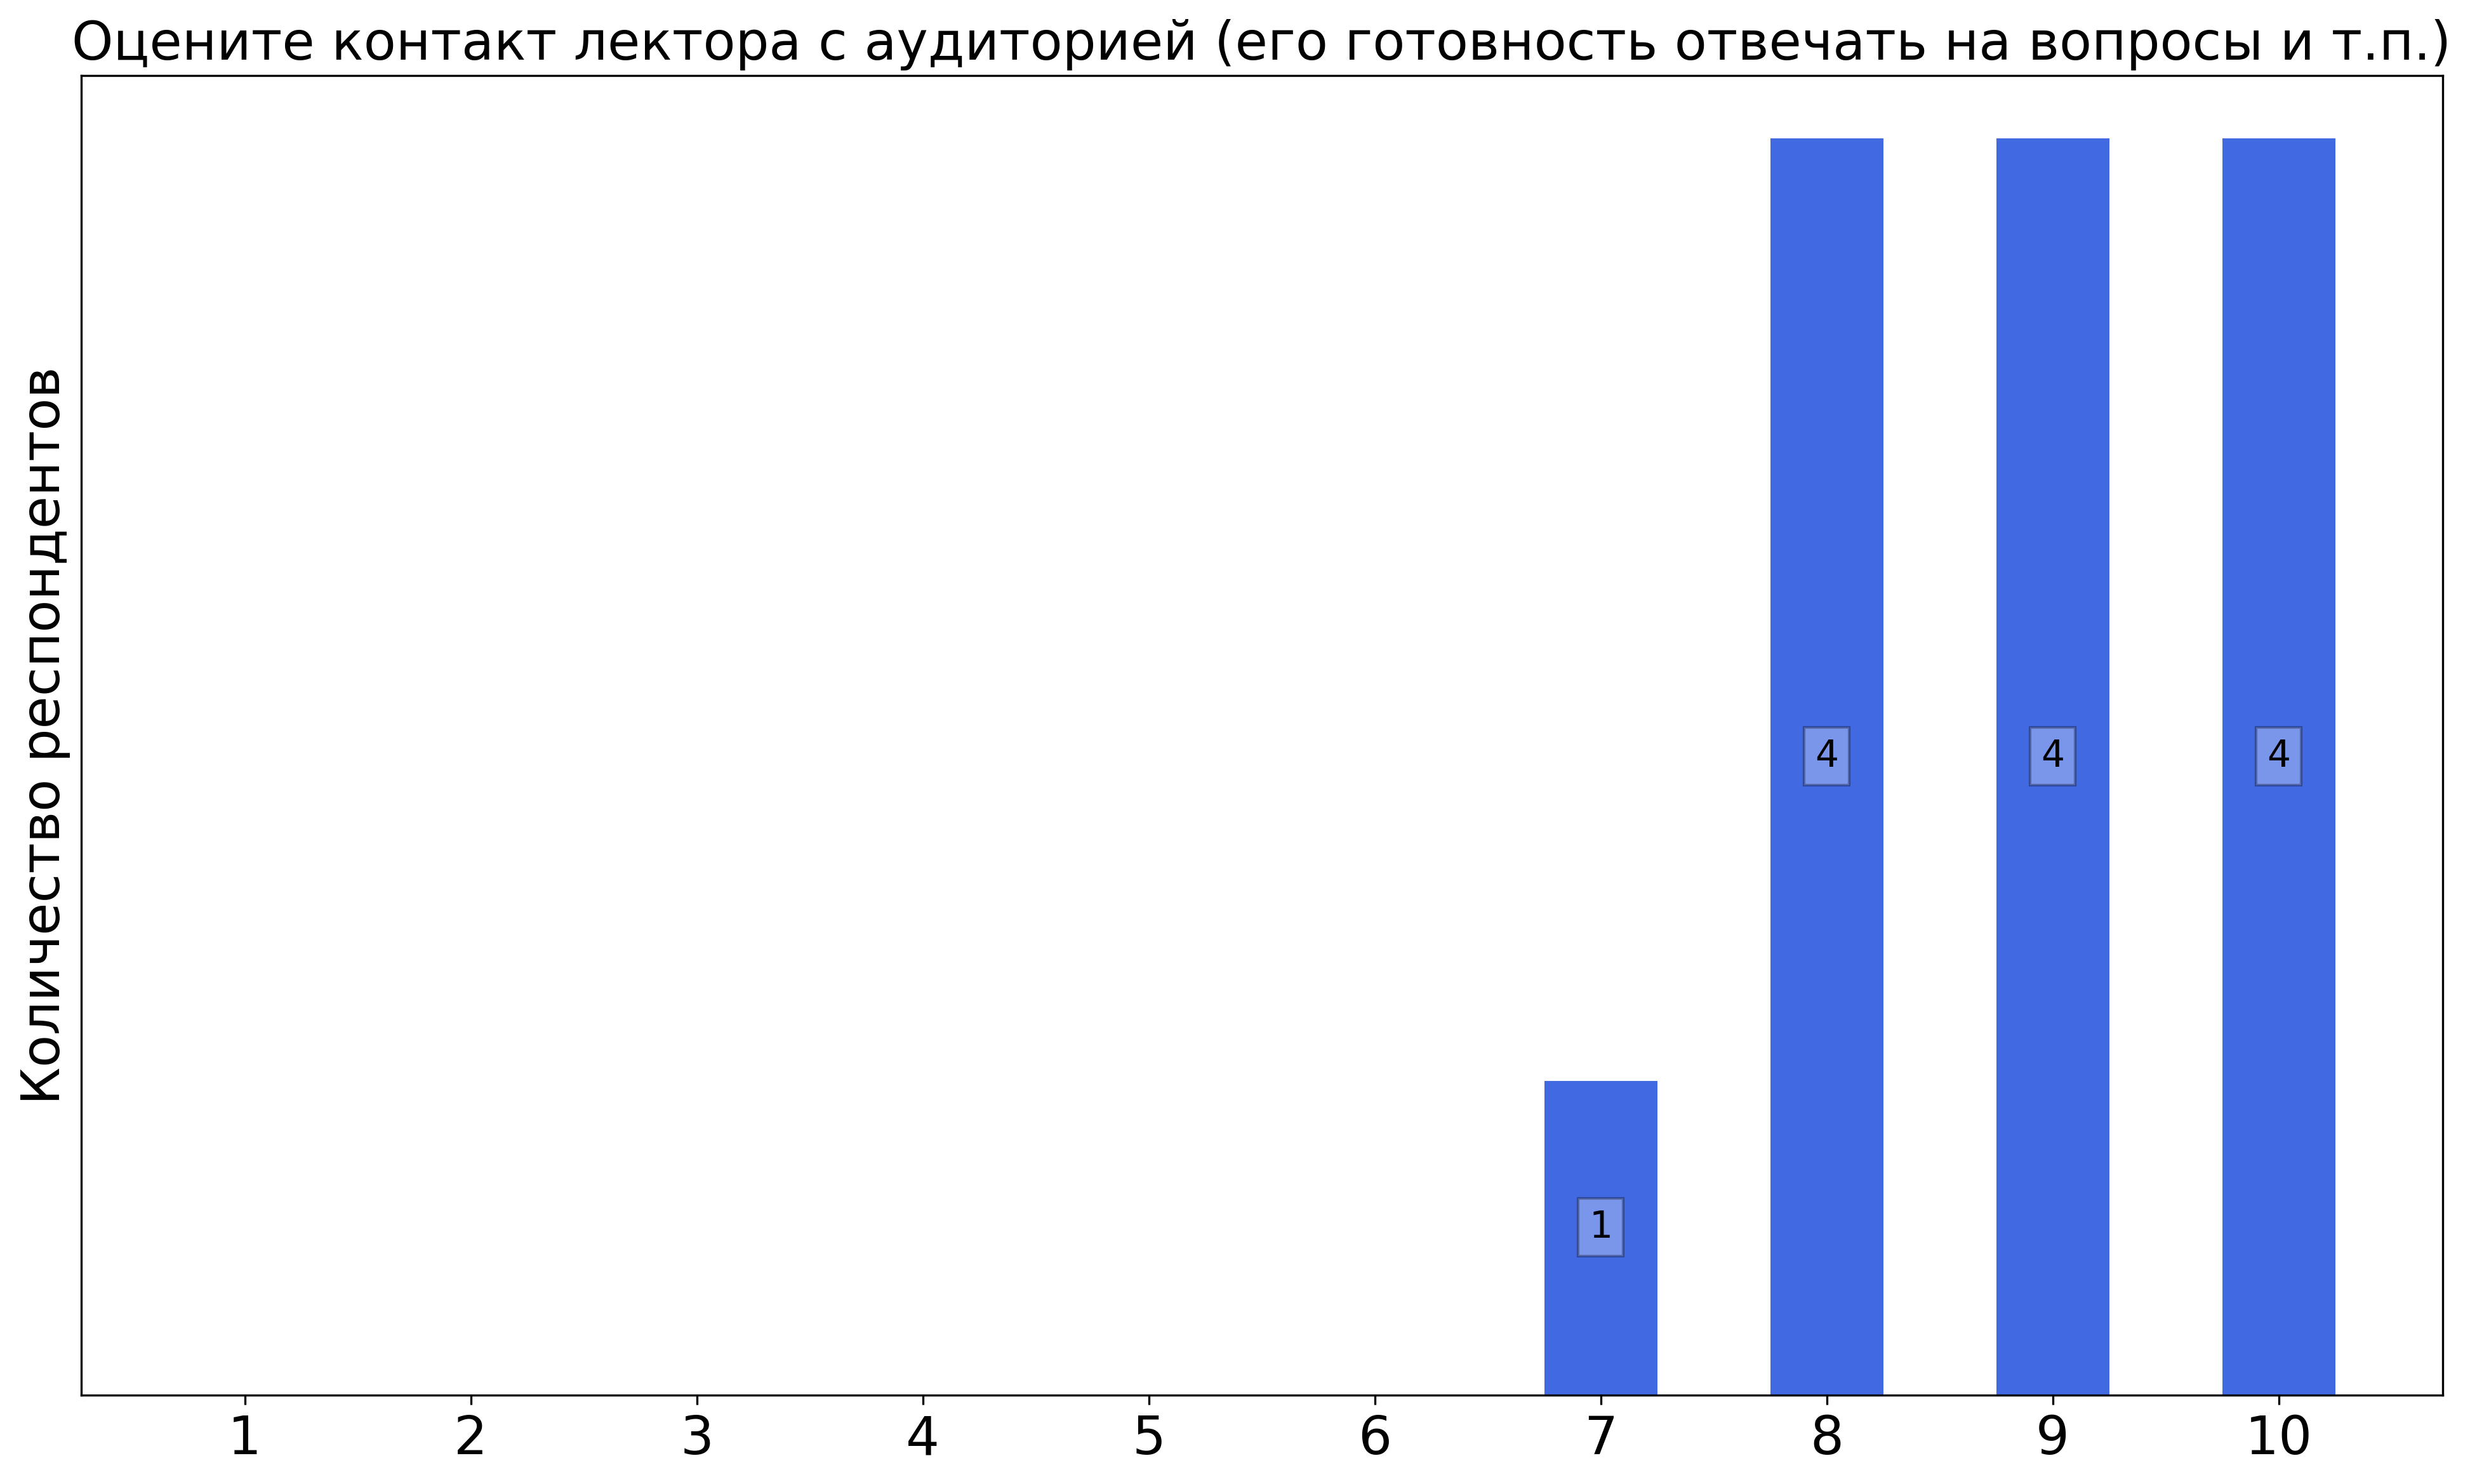 Оцените контакт лектора с аудиторией (его готовность отвечать на вопросы и т.п.)
Количество респондентов
4 4 4
1
1 2 3 4 5 6 7 8 9 10